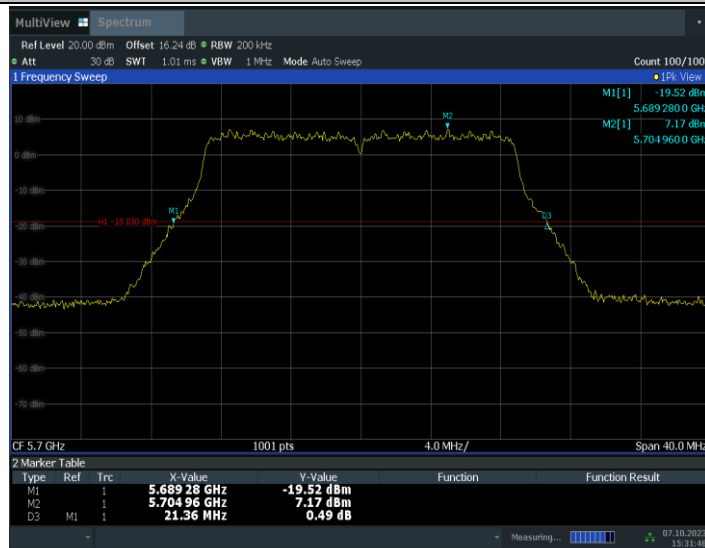 MultiView Spectrum
Ref Level 20.00 dBm Offset 16.24 dB RBW 200 kHz
Att 30 dB SWT 1.01 ms VBW 1 MHz Mode Auto Sweep Count 100/100
1 Frequency Sweep 1Pk View
M1[1] -19.52 dBm
5.689 2800 GHz
M2[1] 7.17 dBm
5.704 9600 GHz
M2
10 dBm
0 dBm
-10 dBm
M1
D3
H1 -18.830 dBm
-20 dBm
-30 dBm
-40 dBm
-50 dBm
-60 dBm
-70 dBm
CF 5.7 GHz 1001 pts 4.0 MHz/ Span 40.0 MHz
2 Marker Table
Type Ref Trc X-Value Y-Value Function Function Result
M1 1 5.689 28 GHz -19.52 dBm
M2 1 5.704 96 GHz 7.17 dBm
D3 M1 1 21.36 MHz 0.49 dB
Measuring... 07.10.2023
15:31:46